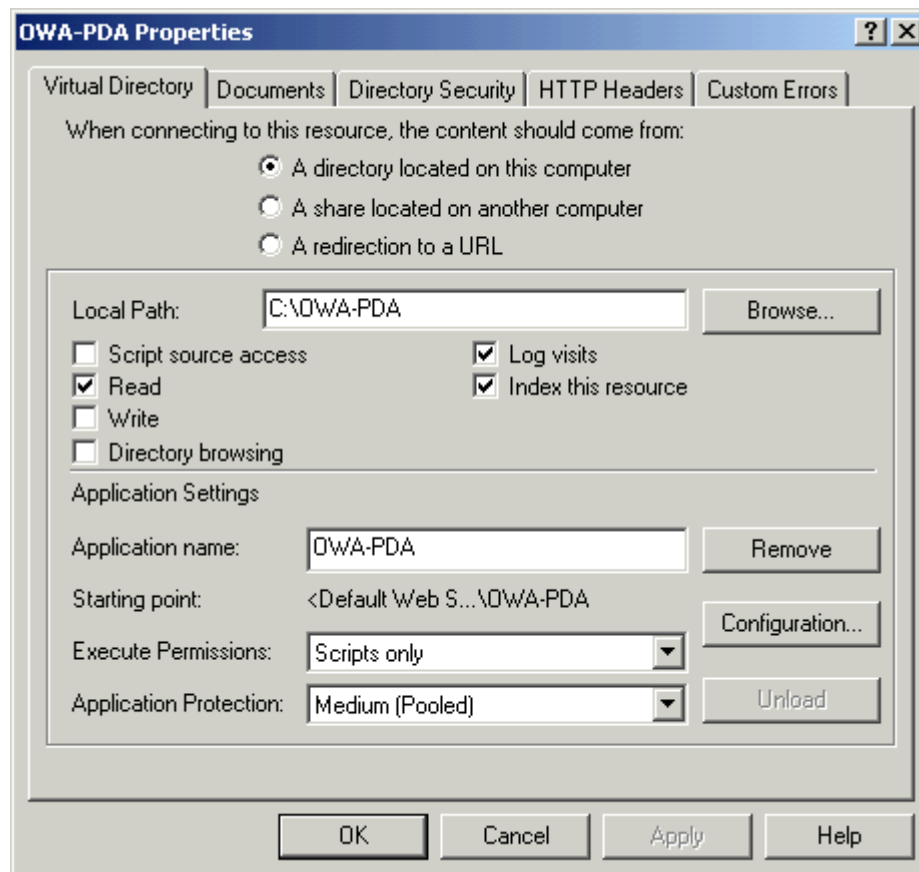 OWA-PDA Properties
Virtual Directory Documents Directory Security HTTP Headers Custom Errors
When connecting to this resource, the content should come from:
A directory located on this computer
A share located on another computer
A redirection to a URL
Local Path: C:\OWA-PDA Browse...
Script source access Log visits
Read Index this resource
Write
Directory browsing
Application Settings
Application name: OWA-PDA Remove
Starting point: <Default Web S...\OWA-PDA
Configuration...
Execute Permissions: Scripts only
Application Protection: Medium (Pooled) Unload
OK Cancel Apply Help